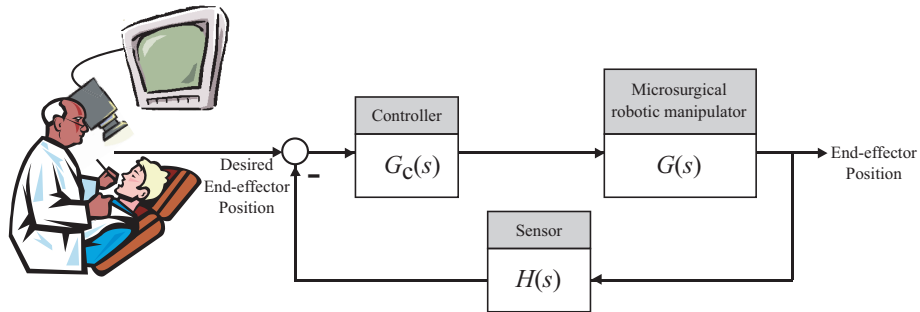 Microsurgical
robotic manipulator
Controller
Desired
End-effector
Position
-
G_c(s)
G(s)
End-effector
Position
Sensor
H(s)